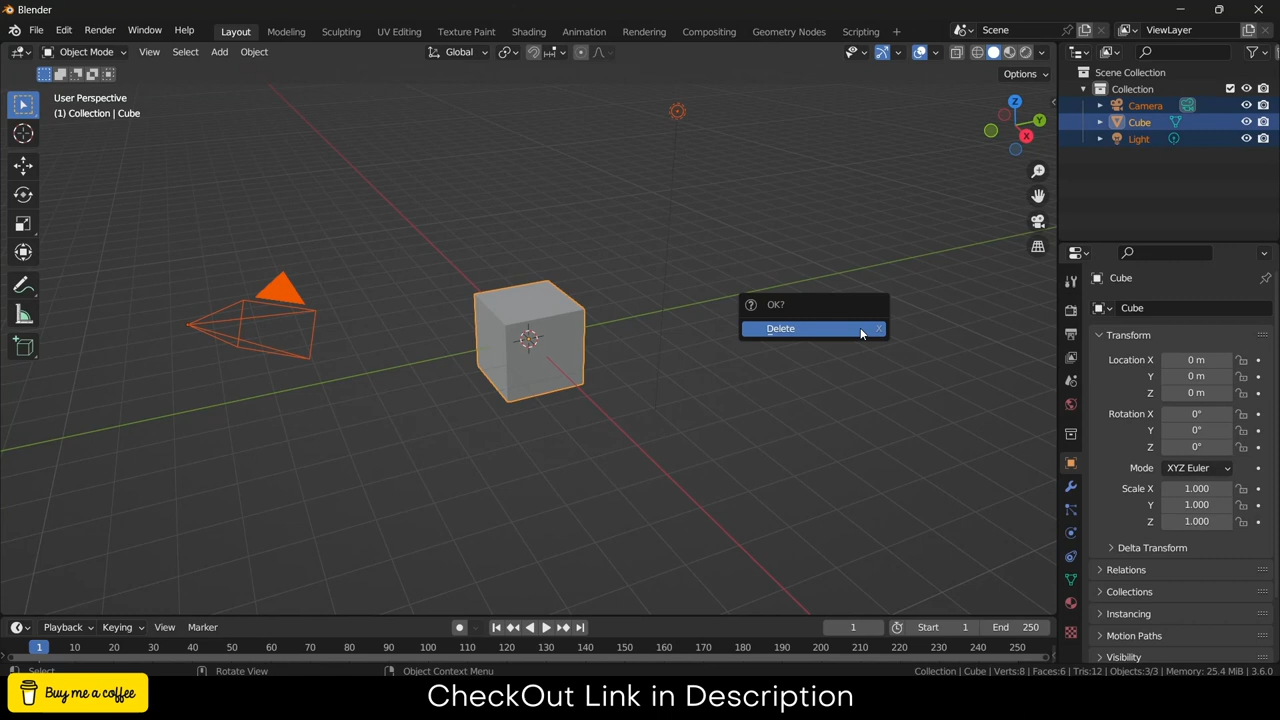 Blender
File Edit Render Window Help
Layout Modeling Sculpting UV Editing Texture Paint Shading Animation Rendering Compositing Geometry Nodes Scripting +
Scene
ViewLayer
Object Mode View Select Add Object
Global
Options
User Perspective
(1) Collection | Cube
Z
Y
X
Scene Collection
Collection
Camera
Cube
Light
OK?
Delete X
Cube
Cube
Transform
Location X 0 m
Y 0 m
Z 0 m
Rotation X 0°
Y 0°
Z 0°
Mode XYZ Euler
Scale X 1.000
Y 1.000
Z 1.000
Delta Transform
Relations
Collections
Instancing
Motion Paths
Visibility
Playback Keying View Marker
1
Start 1
End 250
1 10 20 30 40 50 60 70 80 90 100 110 120 130 140 150 160 170 180 190 200 210 220 230 240 250
Select Rotate View Object Context Menu
Collection | Cube | Verts:8 | Faces:6 | Tris:12 | Objects:3/3 | Memory: 25.4 MiB | 3.6.0
Buy me a coffee
CheckOut Link in Description